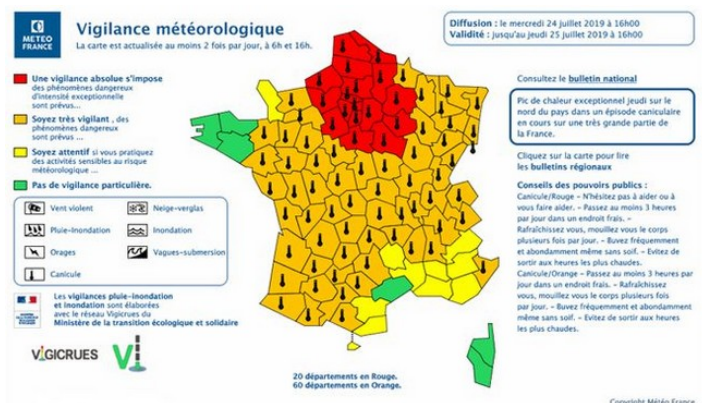 METEO
FRANCE
Vigilance météorologique
La carte est actualisée au moins 2 fois par jour, à 6h et 16h.
Diffusion : le mercredi 24 juillet 2019 à 16h00
Validité : jusqu'au jeudi 25 juillet 2019 à 16h00
Une vigilance absolue s'impose
des phénomènes dangereux
d'intensité exceptionnelle
sont prévus...
Soyez très vigilant , des
phénomènes dangereux
sont prévus ...
Soyez attentif si vous pratiquez
des activités sensibles au risque
météorologique ...
Pas de vigilance particulière.
Vent violent
Neige-verglas
Pluie-Inondation
Inondation
Orages
Vagues-submersion
Canicule
Les vigilances pluie-inondation
et inondation sont élaborées
avec le réseau Vigicrues du
Ministère de la transition écologique et solidaire
VIGICRUES
20 départements en Rouge.
60 départements en Orange.
Consultez le bulletin national
Pic de chaleur exceptionnel jeudi sur le
nord du pays dans un épisode caniculaire
en cours sur une très grande partie de
la France.
Cliquez sur la carte pour lire
les bulletins régionaux
Conseils des pouvoirs publics :
Canicule/Rouge - N'hésitez pas à aider ou à
vous faire aider. - Passez au moins 3 heures
par jour dans un endroit frais. -
Rafraîchissez vous, mouillez vous le corps
plusieurs fois par jour. - Buvez fréquemment
et abondamment même sans soif. - Evitez de
sortir aux heures les plus chaudes.
Canicule/Orange - Passez au moins 3 heures par
jour dans un endroit frais. - Rafraichissez
vous, mouillez vous le corps plusieurs fois
par jour. - Buvez fréquemment et abondamment
même sans soif. - Evitez de sortir aux heures
les plus chaudes.
Copyright Météo France